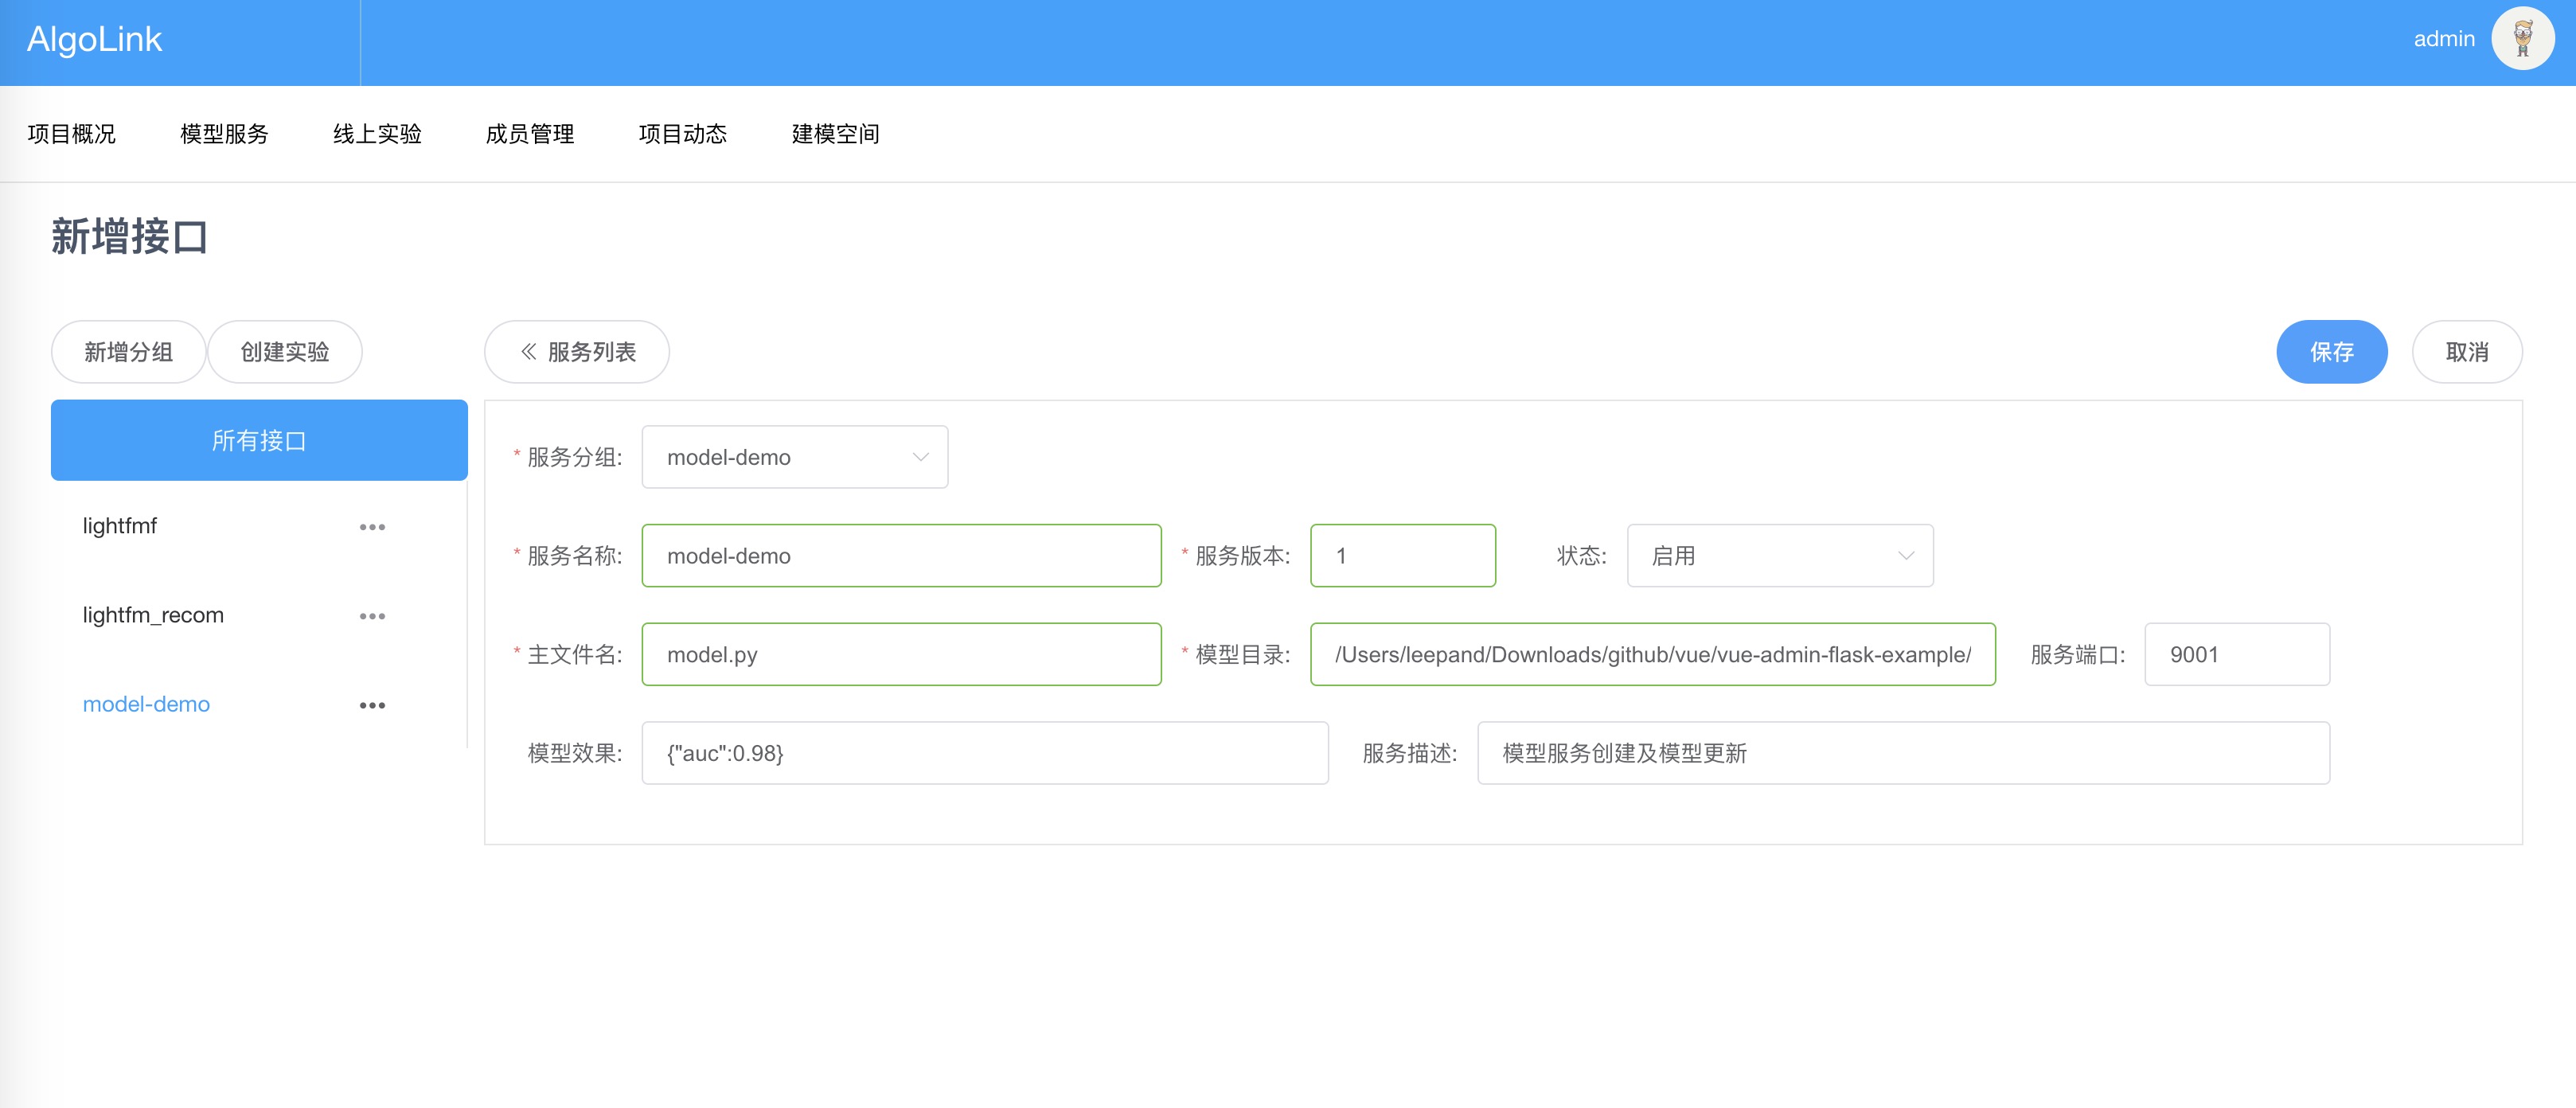 AlgoLink admin
项目概况 模型服务 线上实验 成员管理 项目动态 建模空间
新增接口
新增分组 创建实验 服务列表 保存 取消
所有接口
* 服务分组: model-demo
lightfmf
* 服务名称: model-demo * 服务版本: 1 状态: 启用
lightfm_recom
* 主文件名: model.py * 模型目录: /Users/leepand/Downloads/github/vue/vue-admin-flask-example/ 服务端口: 9001
model-demo
模型效果: {"auc":0.98} 服务描述: 模型服务创建及模型更新